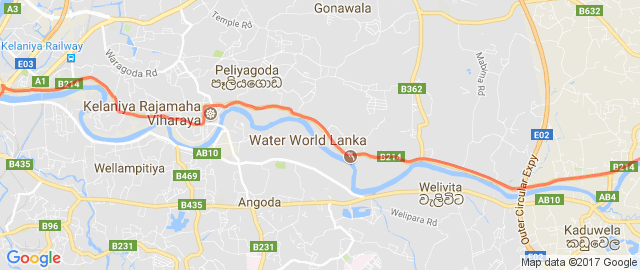 Gonawala
A3
B632
Temple Rd
Kelaniya Railway
Waragoda Rd
E03
Peliyagoda
පෑලියගොඩ
Mabima Rd
A1
B214
B362
Kelaniya Rajamaha
Viharaya
E02
Water World Lanka
B435
AB10
B214
B214
Wellampitiya
B469
Welivita
වැලිවිට
Outer Circular Expy
AB10
AB4
B435
Angoda
Welipara Rd
Kaduwela
කඩුවෙල
B96
B231
B231
Google
Map data ©2017 Google